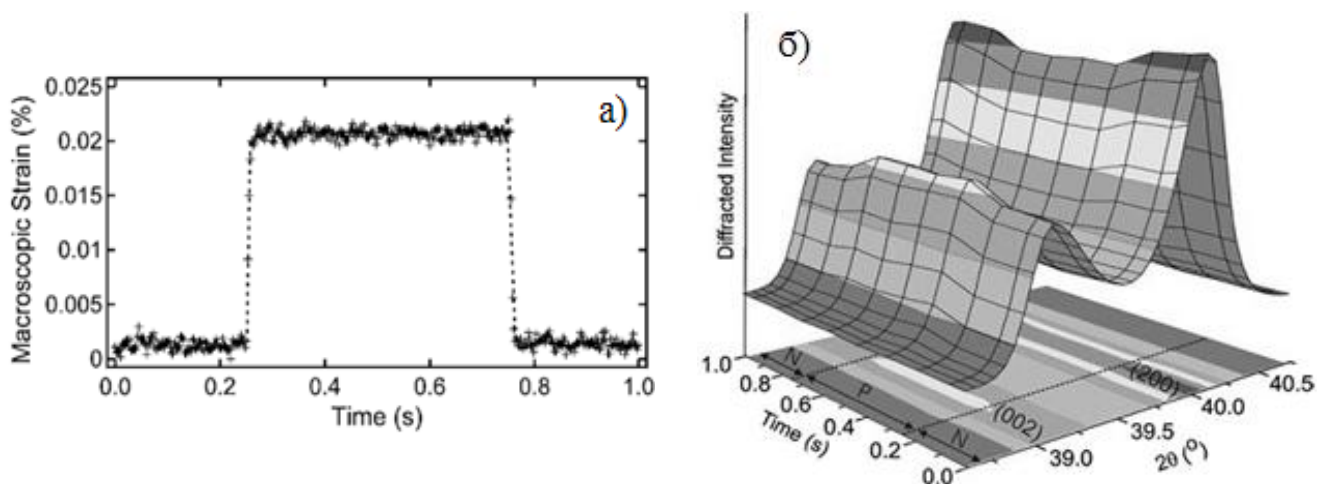 а)
0.025
0.02
0.015
0.01
0.005
0
Macroscopic Strain (%)
0.0
0.2
0.4
0.6
0.8
1.0
Time (s)
б)
Diffracted Intensity
1.0
0.8
0.6
0.4
0.2
0.0
Time (s)
N
P
N
(002)
(200)
39.0
39.5
40.0
40.5
2θ (°)